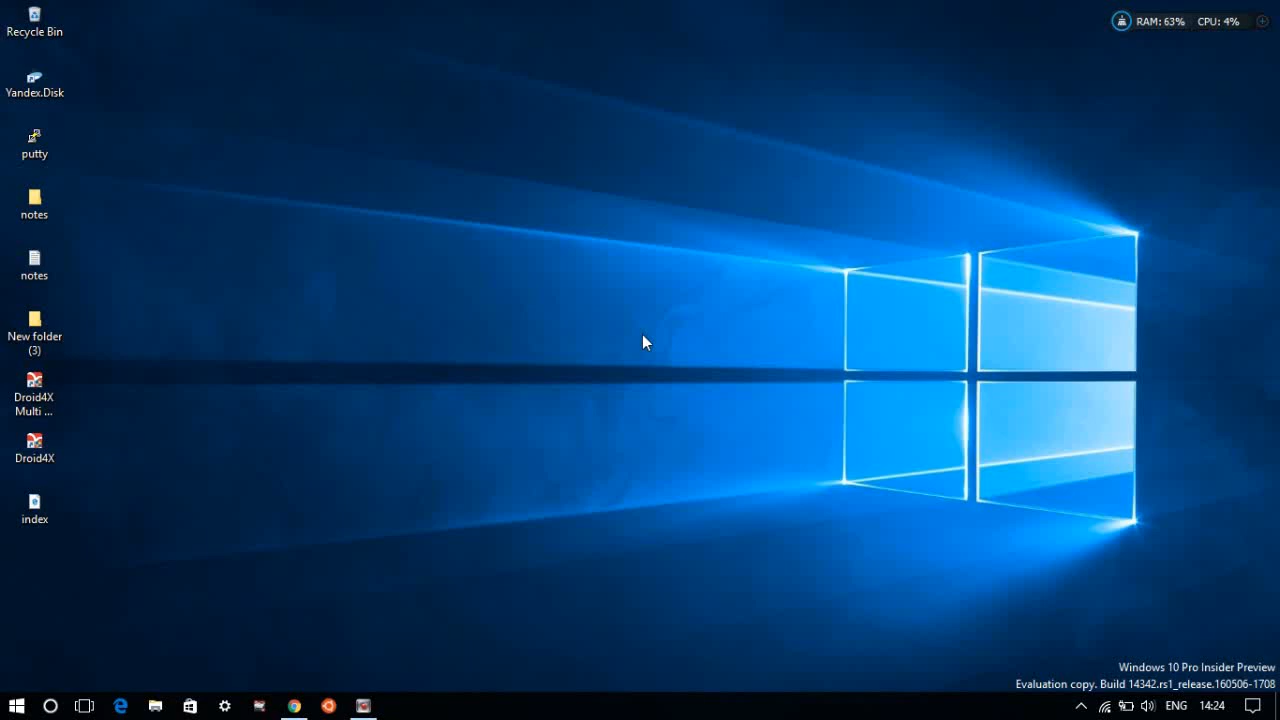 Recycle Bin
Yandex.Disk
putty
notes
notes
New folder
(3)
Droid4X
Multi ...
Droid4X
index
RAM: 63% CPU: 4%
Windows 10 Pro Insider Preview
Evaluation copy. Build 14342.rs1_release.160506-1708
ENG 14:24